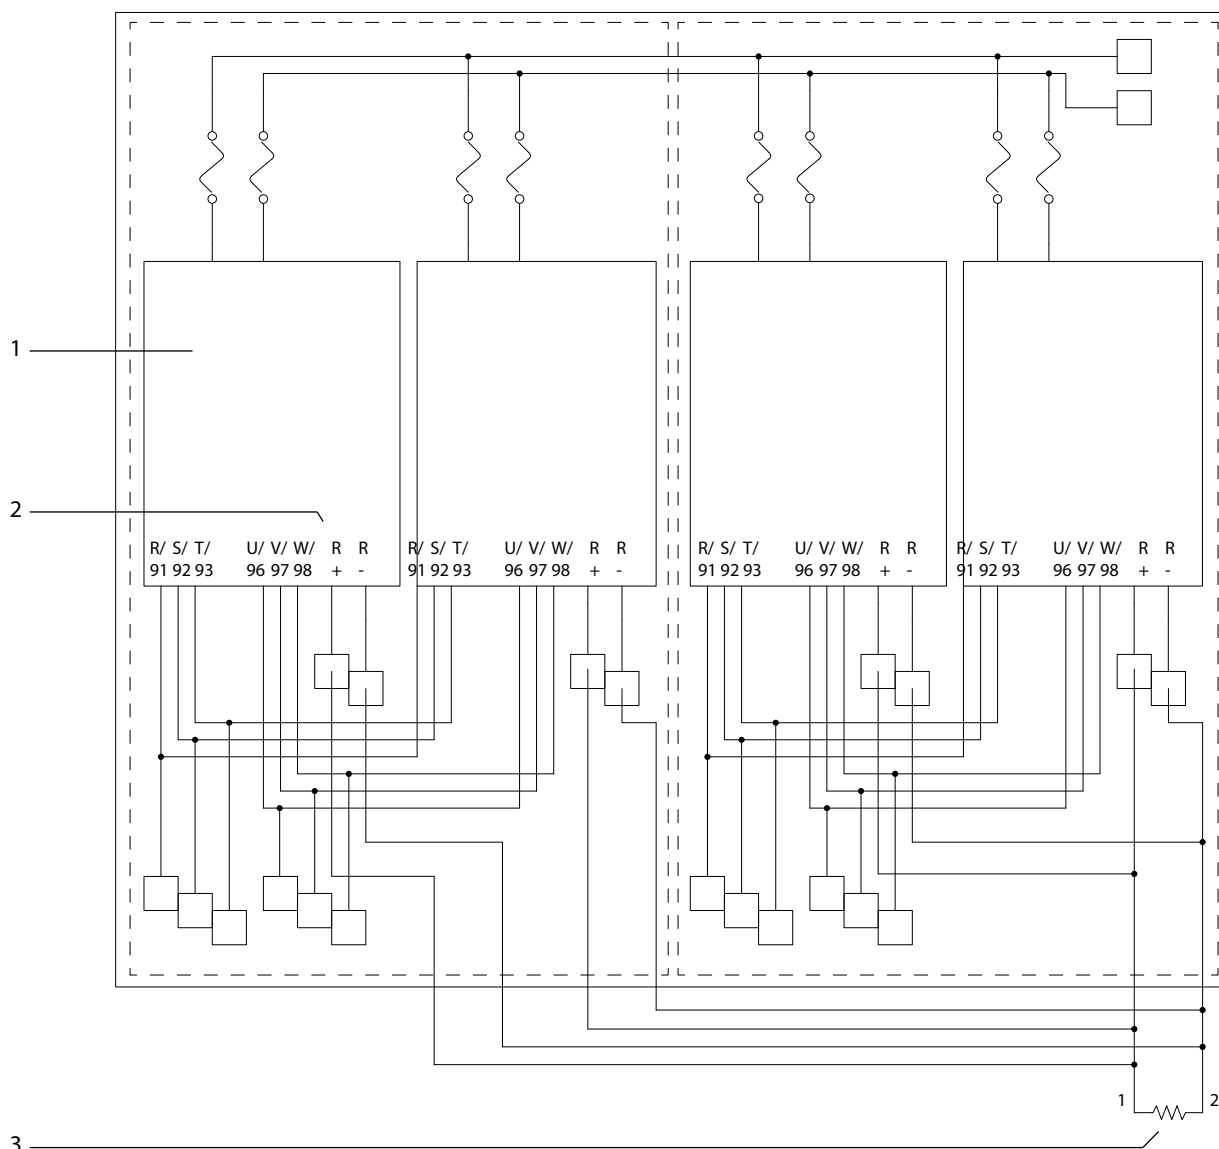 1
2
R/ S/ T/ U/ V/ W/ R R R/ S/ T/ U/ V/ W/ R R R/ S/ T/ U/ V/ W/ R R R/ S/ T/ U/ V/ W/ R R
91 92 93 96 97 98 + - 91 92 93 96 97 98 + - 91 92 93 96 97 98 + - 91 92 93 96 97 98 + -
1 2
3